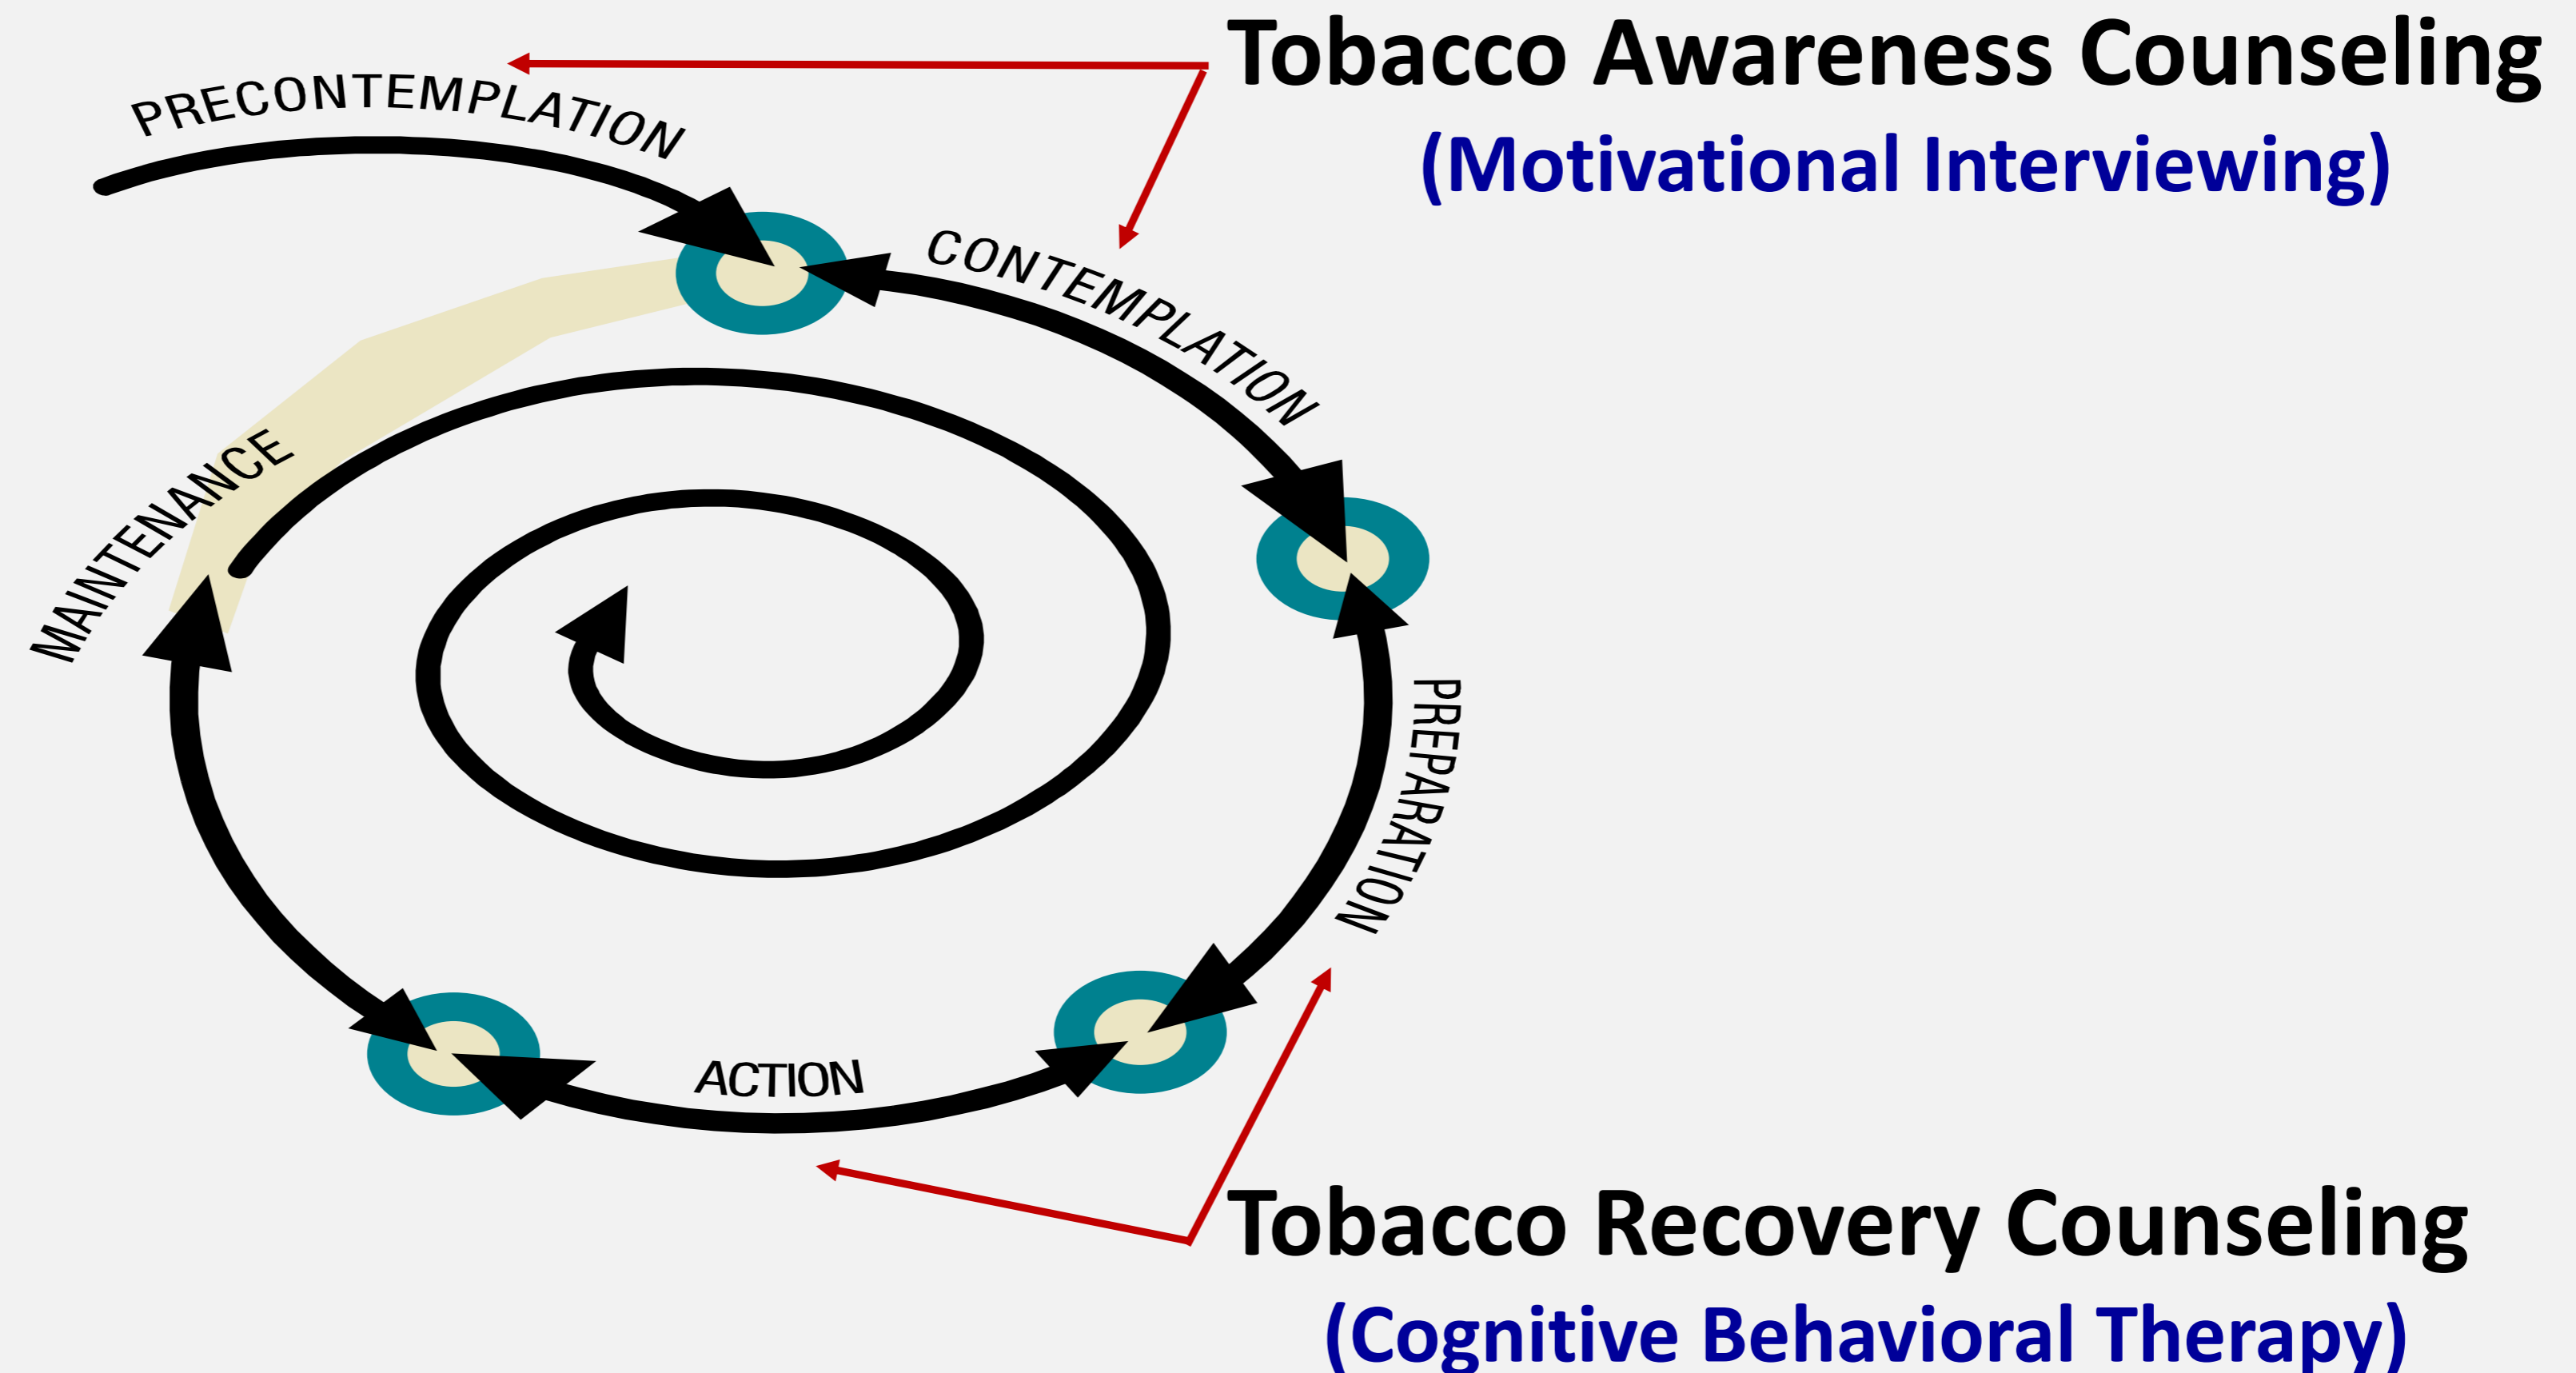 Tobacco Awareness Counseling
(Motivational Interviewing)
PRECONTEMPLATION
CONTEMPLATION
MAINTENANCE
PREPARATION
ACTION
Tobacco Recovery Counseling
(Cognitive Behavioral Therapy)